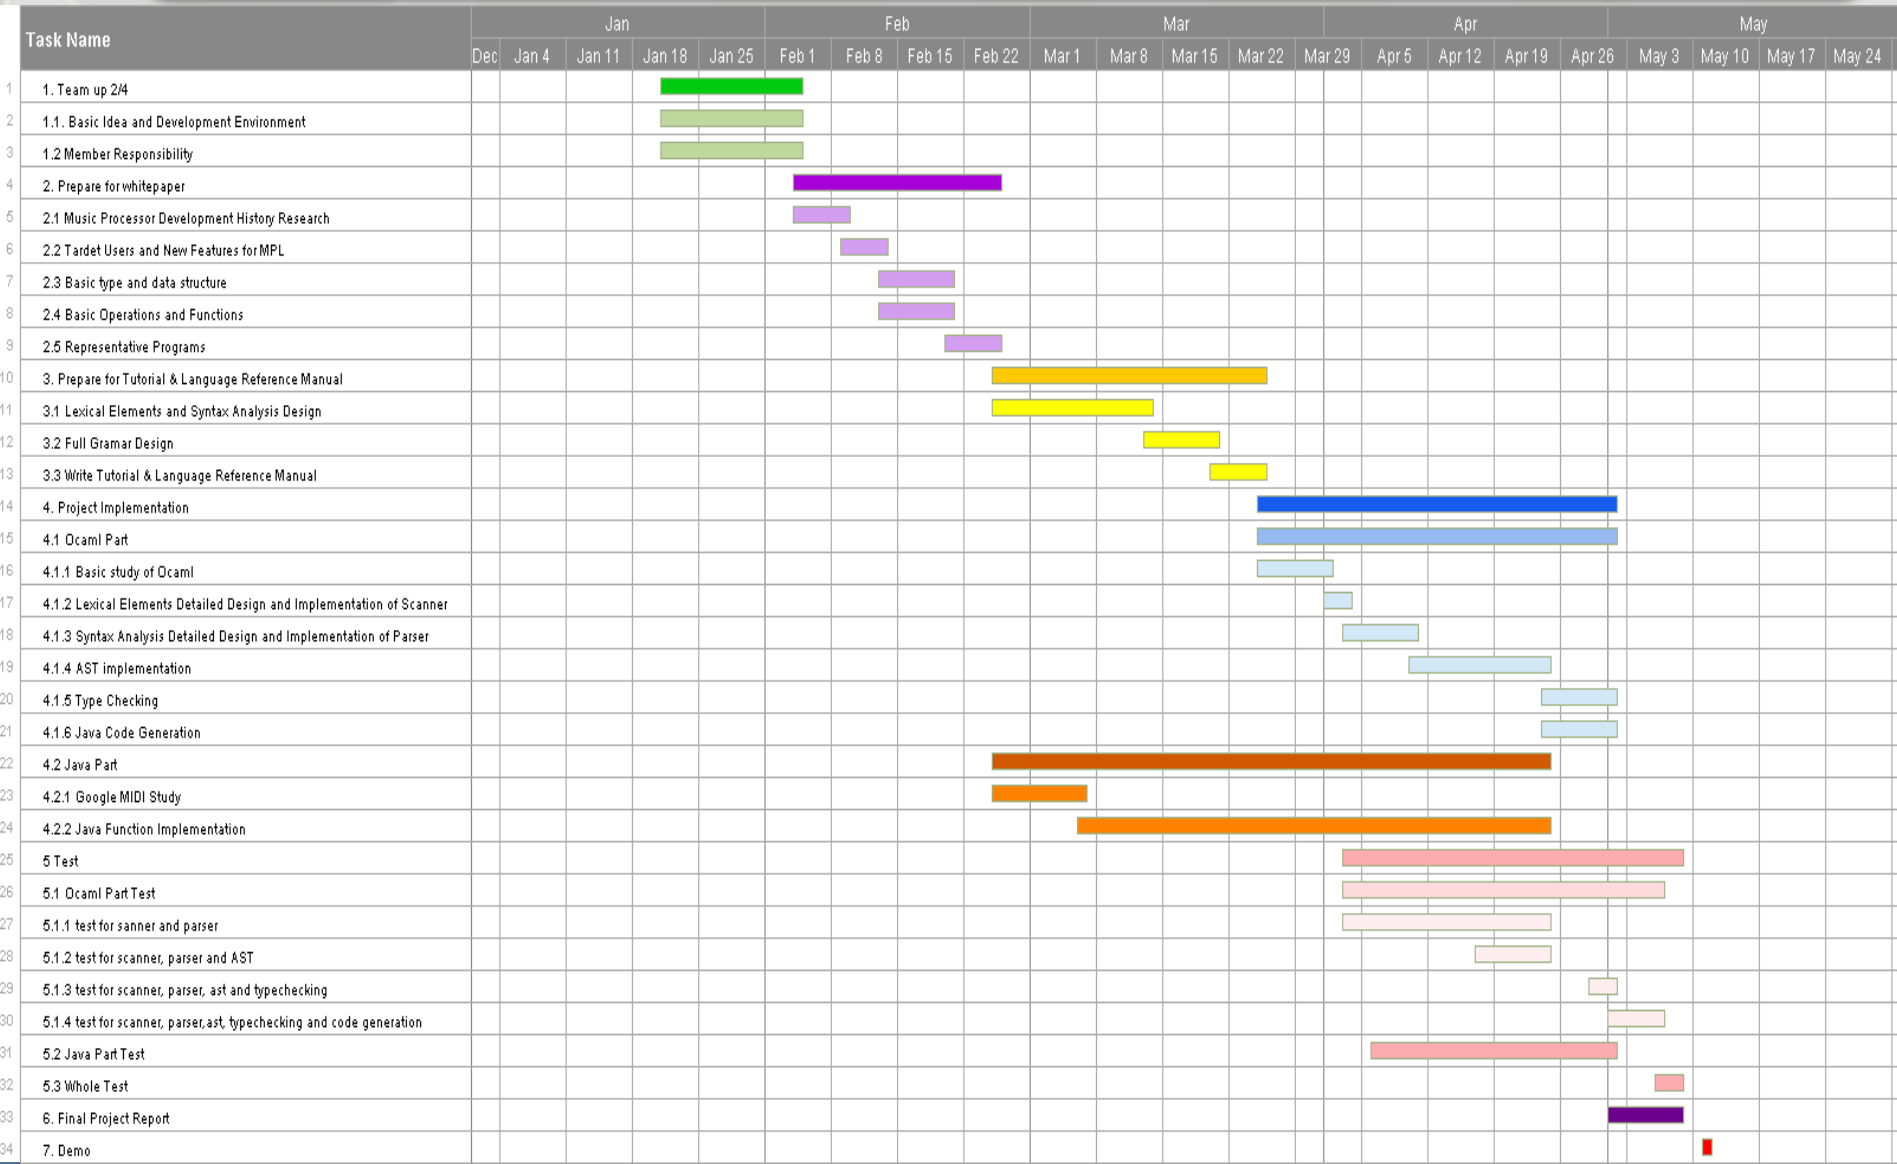 Task Name
Jan Feb Mar Apr May
Dec Jan 4 Jan 11 Jan 18 Jan 25 Feb 1 Feb 8 Feb 15 Feb 22 Mar 1 Mar 8 Mar 15 Mar 22 Mar 29 Apr 5 Apr 12 Apr 19 Apr 26 May 3 May 10 May 17 May 24
1 1. Team up 2/4
2 1.1. Basic Idea and Development Environment
3 1.2 Member Responsibility
4 2. Prepare for whitepaper
5 2.1 Music Processor Development History Research
6 2.2 Tardet Users and New Features for MPL
7 2.3 Basic type and data structure
8 2.4 Basic Operations and Functions
9 2.5 Representative Programs
10 3. Prepare for Tutorial & Language Reference Manual
11 3.1 Lexical Elements and Syntax Analysis Design
12 3.2 Full Gramar Design
13 3.3 Write Tutorial & Language Reference Manual
14 4. Project Implementation
15 4.1 Ocaml Part
16 4.1.1 Basic study of Ocaml
17 4.1.2 Lexical Elements Detailed Design and Implementation of Scanner
18 4.1.3 Syntax Analysis Detailed Design and Implementation of Parser
19 4.1.4 AST implementation
20 4.1.5 Type Checking
21 4.1.6 Java Code Generation
22 4.2 Java Part
23 4.2.1 Google MIDI Study
24 4.2.2 Java Function Implementation
25 5 Test
26 5.1 Ocaml Part Test
27 5.1.1 test for sanner and parser
28 5.1.2 test for scanner, parser and AST
29 5.1.3 test for scanner, parser, ast and typechecking
30 5.1.4 test for scanner, parser,ast, typechecking and code generation
31 5.2 Java Part Test
32 5.3 Whole Test
33 6. Final Project Report
34 7. Demo